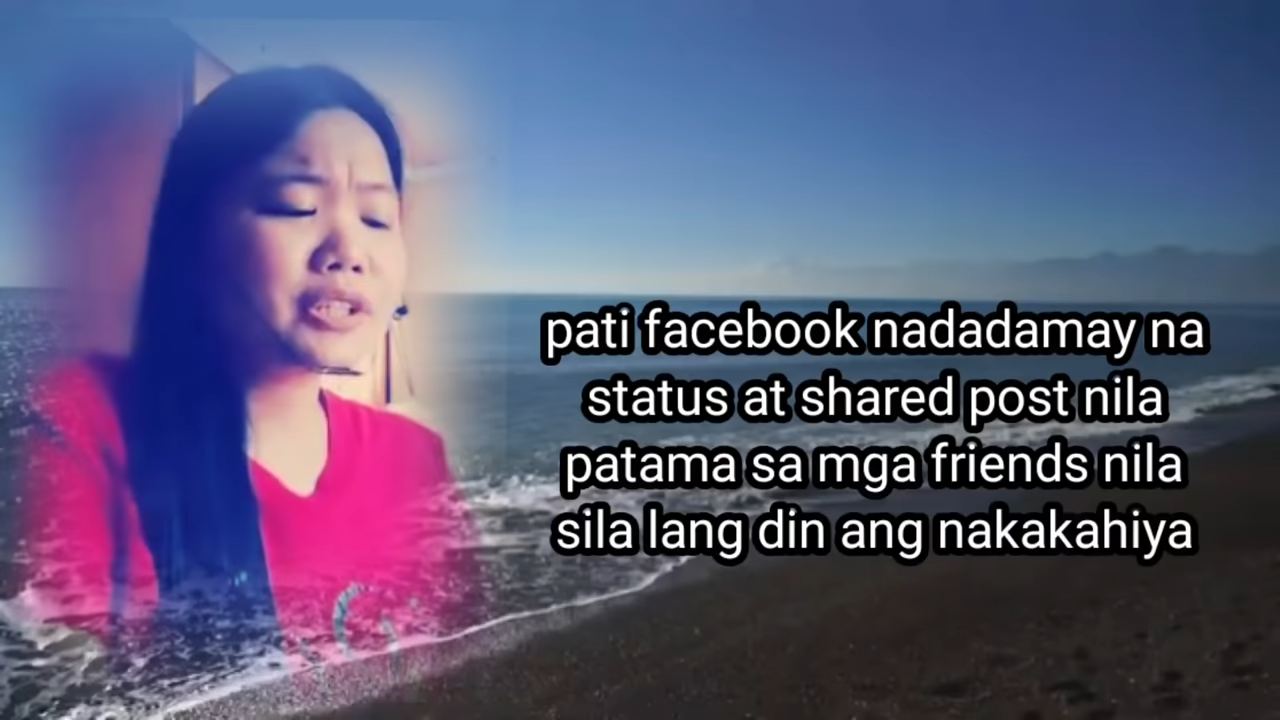 pati facebook nadadamay na
status at shared post nila
patama sa mga friends nila
sila lang din ang nakakahiya